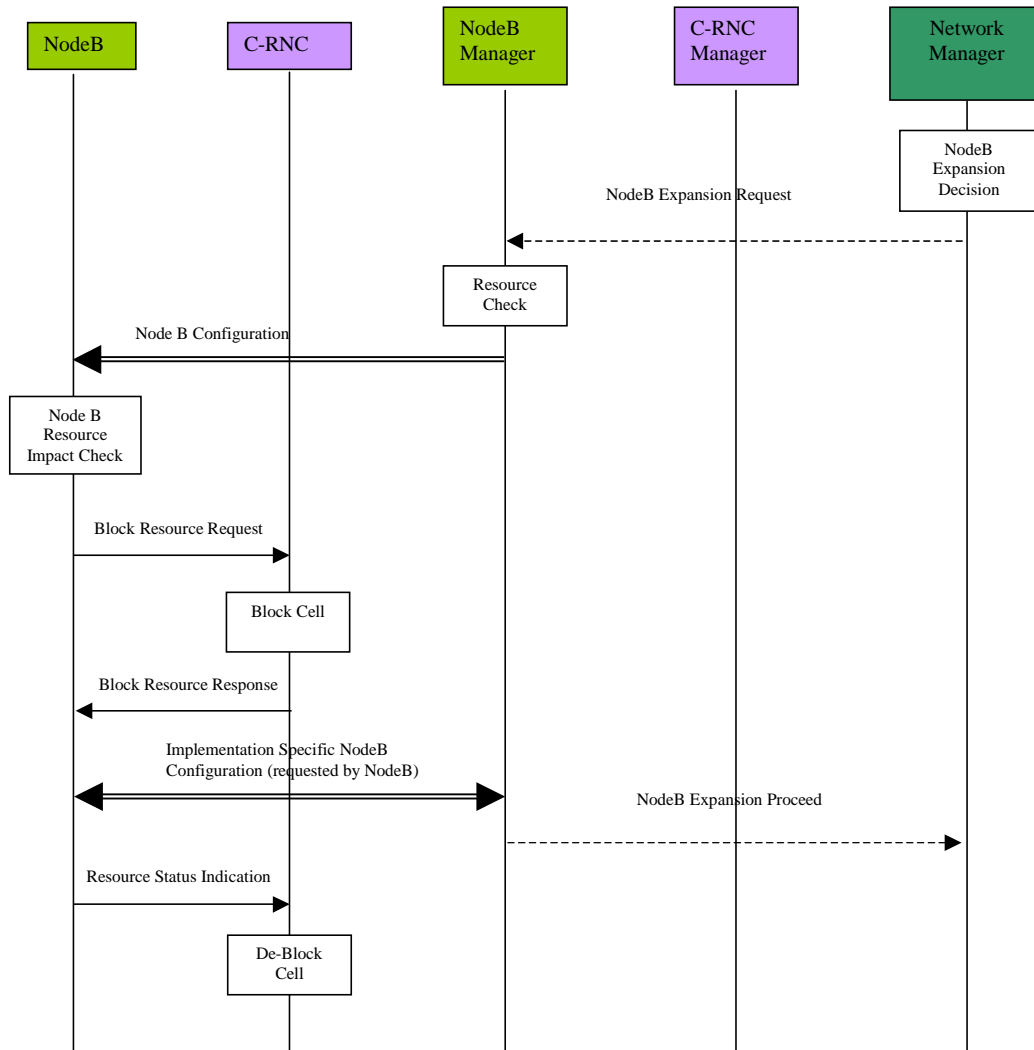 NodeB
C-RNC
NodeB
Manager
C-RNC
Manager
Network
Manager
NodeB
Expansion
Decision
NodeB Expansion Request
Resource
Check
Node B Configuration
Node B
Resource
Impact Check
Block Resource Request
Block Cell
Block Resource Response
Implementation Specific NodeB
Configuration (requested by NodeB)
NodeB Expansion Proceed
Resource Status Indication
De-Block
Cell